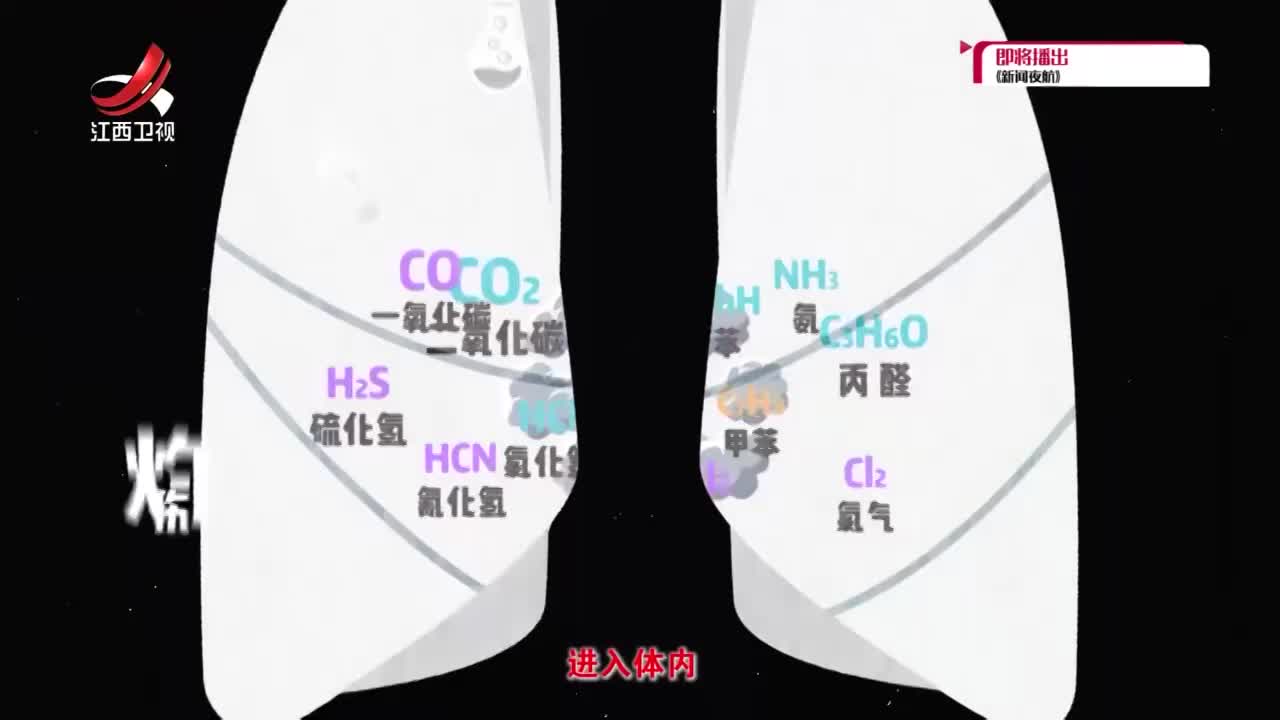 即将播出
《新闻夜航》
江西卫视
CO
CO₂
一氧化碳
二氧化碳
NH₃
氨
C₃H₆O
丙醛
H₂S
硫化氢
HCN
氰化氢
甲苯
Cl₂
氯气
进入体内